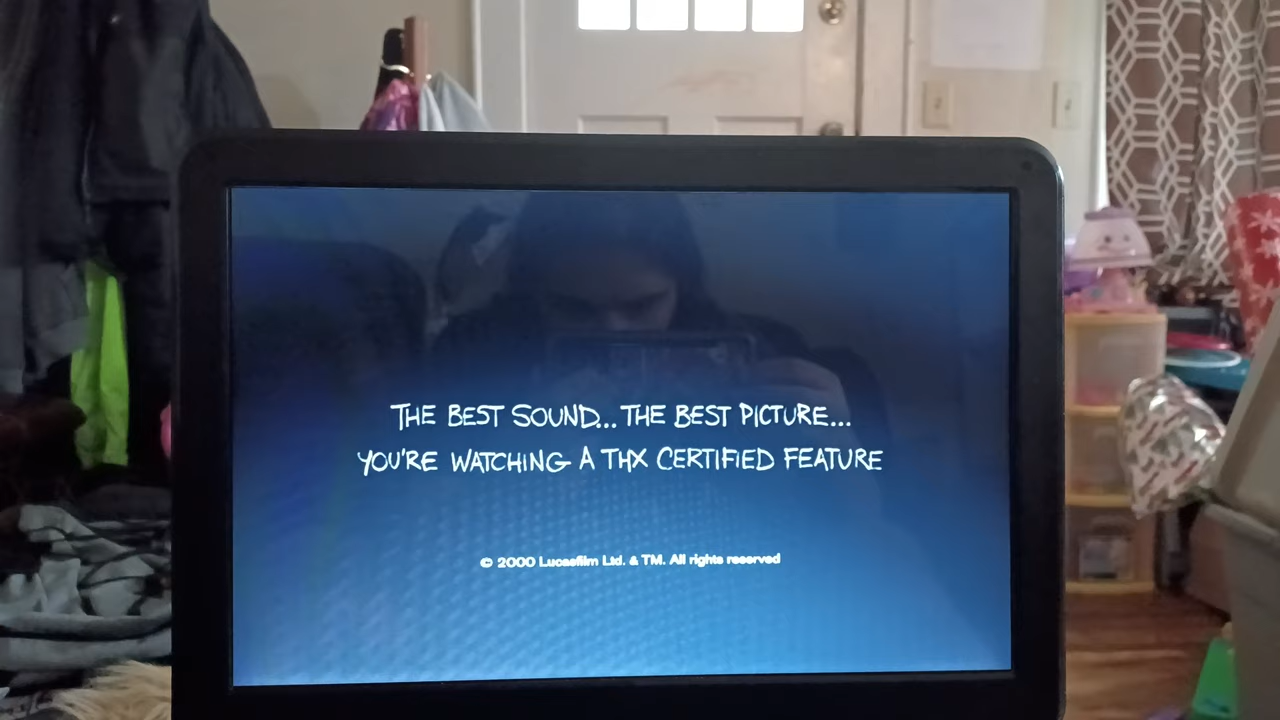 THE BEST SOUND...THE BEST PICTURE...
YOU'RE WATCHING A THX CERTIFIED FEATURE
© 2000 Lucasfilm Ltd. & TM. All rights reserved